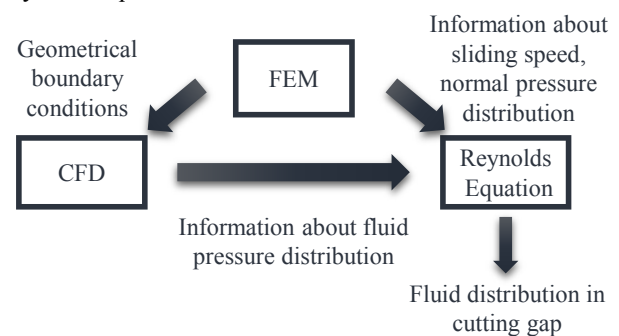 Information about
sliding speed,
normal pressure
distribution
Geometrical
boundary
conditions
FEM
CFD
Reynolds
Equation
Information about fluid
pressure distribution
Fluid distribution in
cutting gap